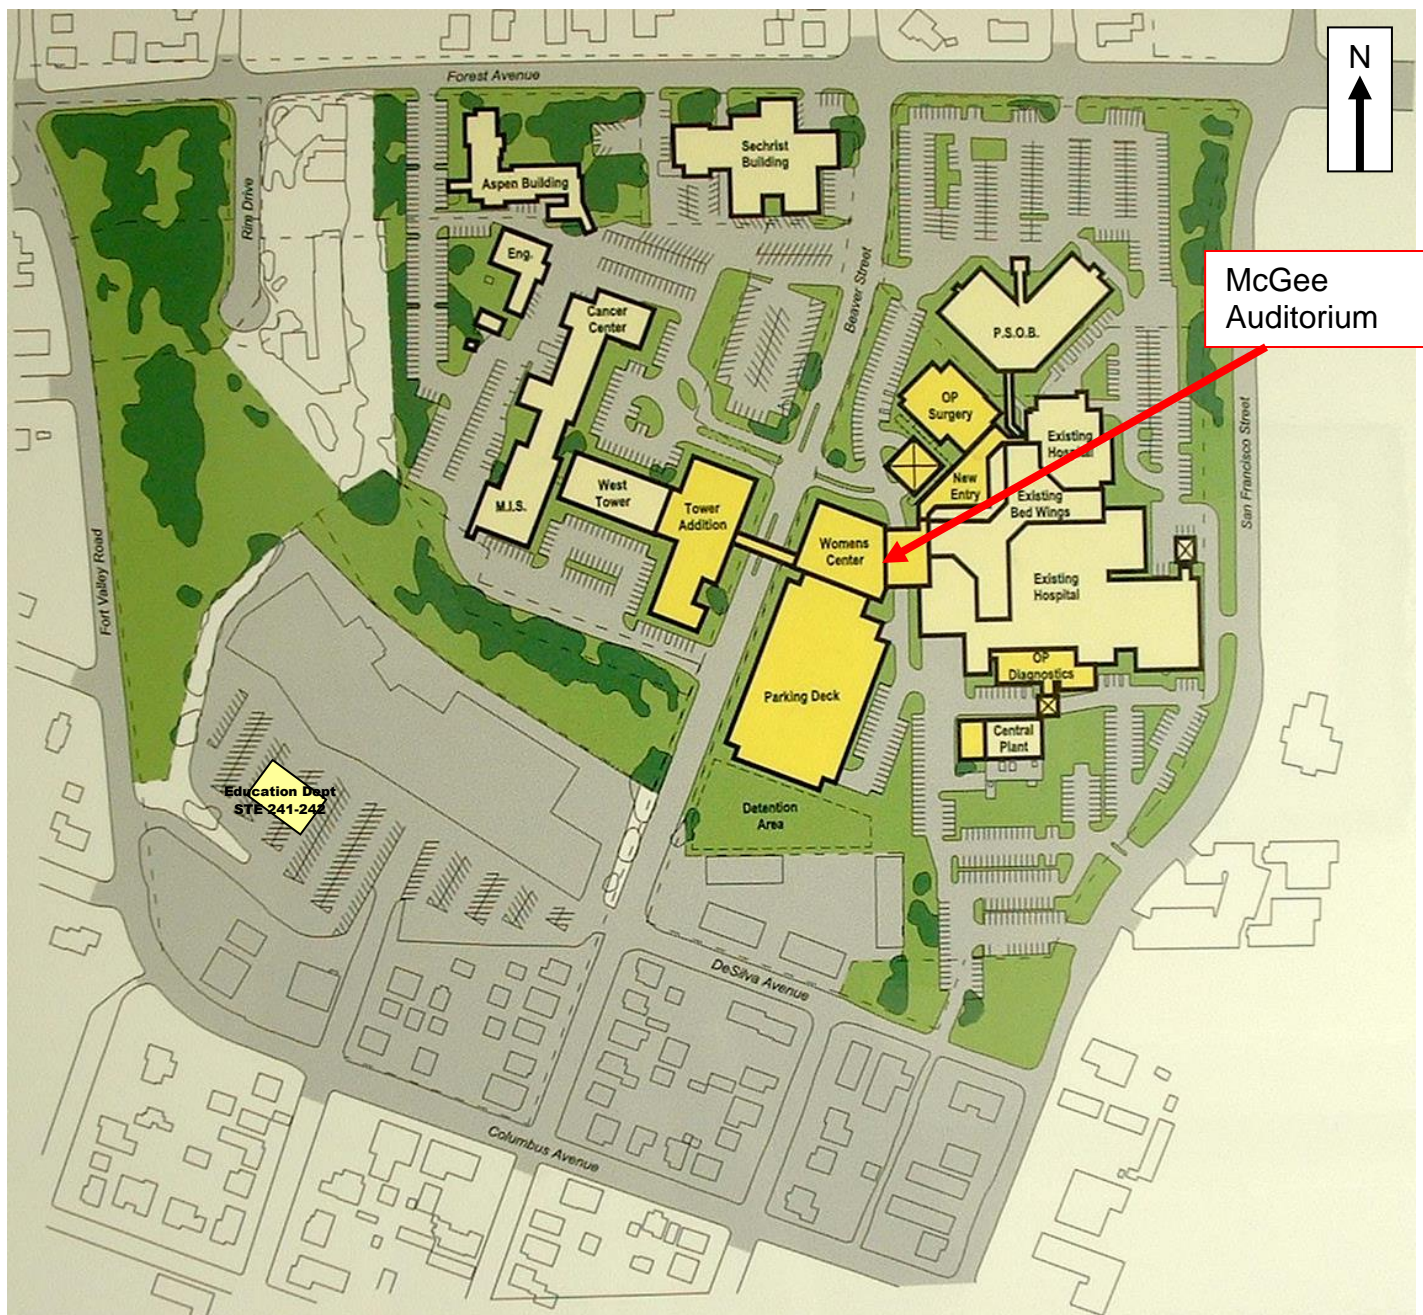 N
Forest Avenue
Sechrist
Building
Aspen Building
Rim Drive
Eng.
Beaver Street
McGee
Auditorium
Cancer
Center
P.S.O.B.
OP
Surgery
San Francisco Street
Existing
Hospital
New
Entry
Existing
Bed Wings
West
Tower
M.I.S.
Tower
Addition
Womens
Center
Existing
Hospital
Fort Valley Road
OP
Diagnostics
Parking Deck
Central
Plant
Education Dept
STE 241-242
Detention
Area
DeSilva Avenue
Columbus Avenue